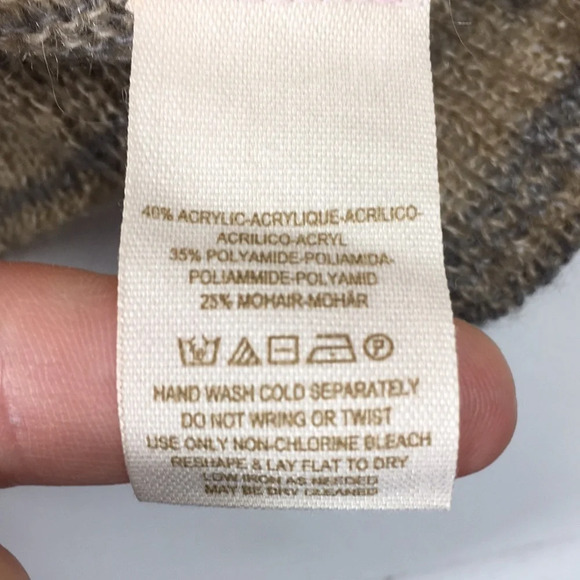 40% ACRYLIC-ACRYLIQUE-ACRILICO-
ACRILICO-ACRYL
35% POLYAMIDE-POLIAMIDA-
POLIAMMIDE-POLYAMID
25% MOHAIR-MOHÄR
P
HAND WASH COLD SEPARATELY
DO NOT WRING OR TWIST
USE ONLY NON-CHLORINE BLEACH
RESHAPE & LAY FLAT TO DRY
LOW IRON AS NEEDED
MAY BE DRY CLEANED